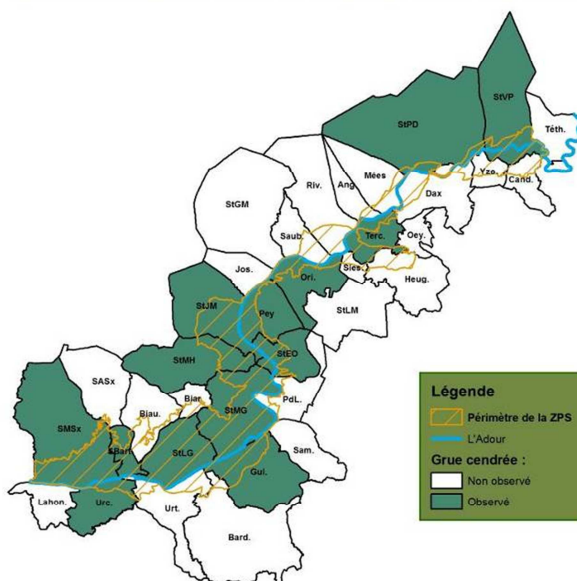 StVP
StPD
Téth.
Mées
Ang
Riv.
Yzo.
Cand.
Dax
StGM
Saub.
Terc.
Oey.
Jos.
Ori.
Sies.
Heug.
StJM
Pey
StLM
StEO
StMH
SASx
Biar.
Biau.
StMG
PdL.
SMSx
SBart
StLG
Sam.
Gui.
Lahon.
Urc.
Urt.
Bard.
Légende
Périmètre de la ZPS
L'Adour
Grue cendrée :
Non observé
Observé